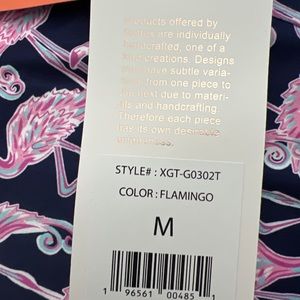 products offered by
are individually
handcrafted, one of a
kind creations. Designs
may have subtle varia-
from one piece to
next due to materi-
and handcrafting.
Therefore each piece
has its own desirable
uniqueness.
STYLE# : XGT-G0302T
COLOR : FLAMINGO
M
1 96561 00485 1